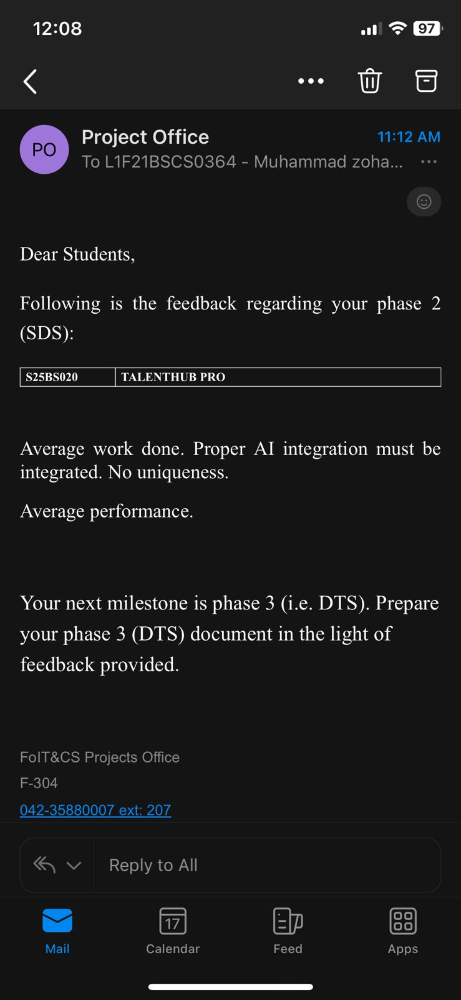 12:08
97
PO
Project Office
11:12 AM
To L1F21BSCS0364 - Muhammad zoha...
Dear Students,
Following is the feedback regarding your phase 2
(SDS):
S25BS020 TALENTHUB PRO
Average work done. Proper AI integration must be
integrated. No uniqueness.
Average performance.
Your next milestone is phase 3 (i.e. DTS). Prepare
your phase 3 (DTS) document in the light of
feedback provided.
FoIT&CS Projects Office
F-304
042-35880007 ext: 207
Reply to All
17
Mail Calendar Feed Apps